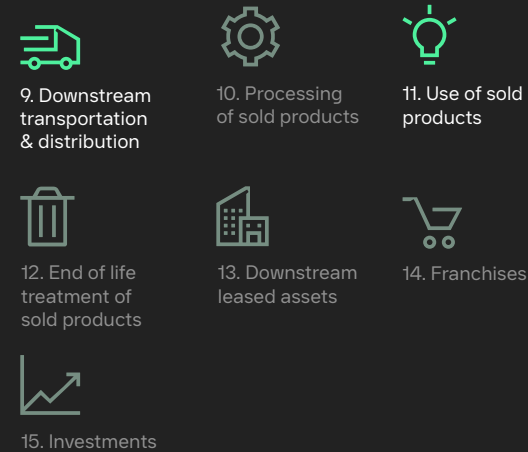 9. Downstream
transportation
& distribution
10. Processing
of sold products
11. Use of sold
products
12. End of life
treatment of
sold products
13. Downstream
leased assets
14. Franchises
15. Investments